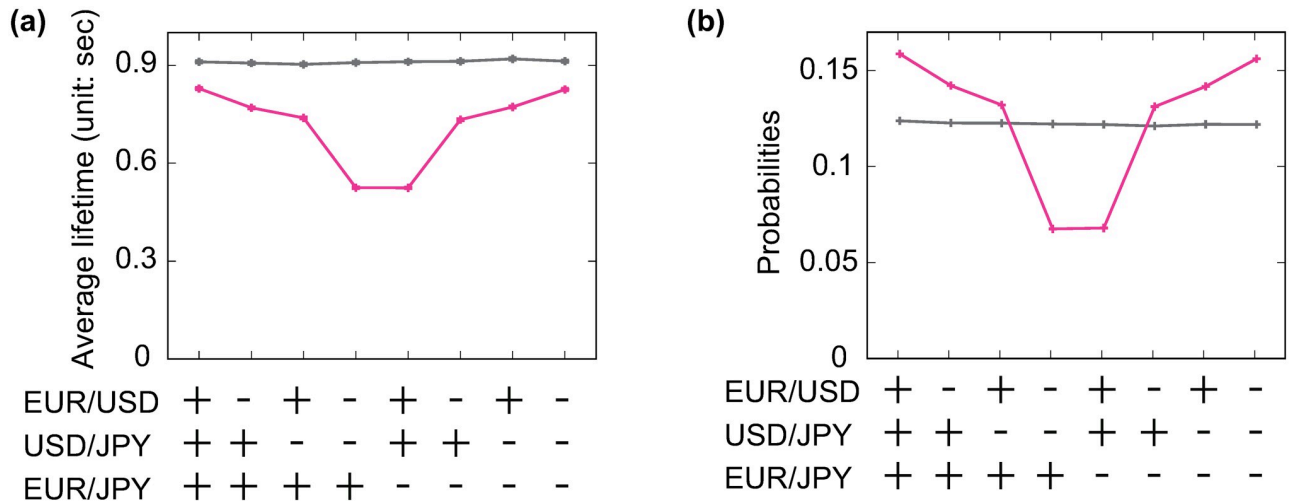 (a)
Average lifetime (unit: sec)
0.9
0.6
0.3
0
EUR/USD + - + - + - + -
USD/JPY + + - - + + - -
EUR/JPY + + + + - - - -
(b)
Probabilities
0.15
0.1
0.05
0
EUR/USD + - + - + - + -
USD/JPY + + - - + + - -
EUR/JPY + + + + - - - -